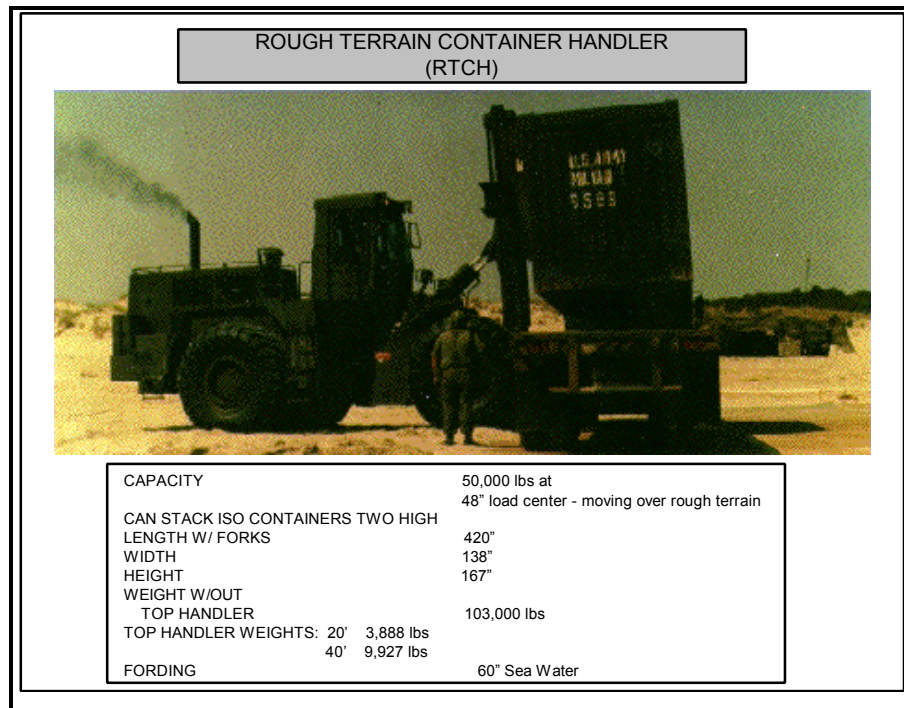 ROUGH TERRAIN CONTAINER HANDLER
(RTCH)
U.S. ARMY
CAPACITY 50,000 lbs at
48” load center - moving over rough terrain
CAN STACK ISO CONTAINERS TWO HIGH
LENGTH W/ FORKS 420”
WIDTH 138”
HEIGHT 167”
WEIGHT W/OUT
TOP HANDLER 103,000 lbs
TOP HANDLER WEIGHTS: 20' 3,888 lbs
40' 9,927 lbs
FORDING 60” Sea Water